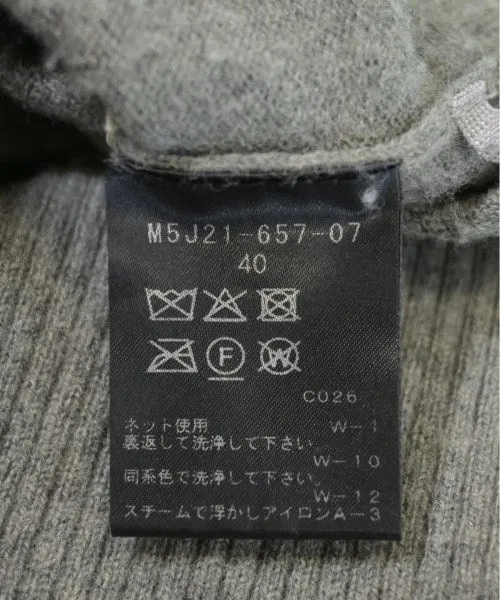 M5J21-657-07
40
F W
C026
ネット使用 W-1
裏返して洗浄して下さい。
W-10
同系色で洗浄して下さい。
W-12
スチームで浮かしアイロンA-3